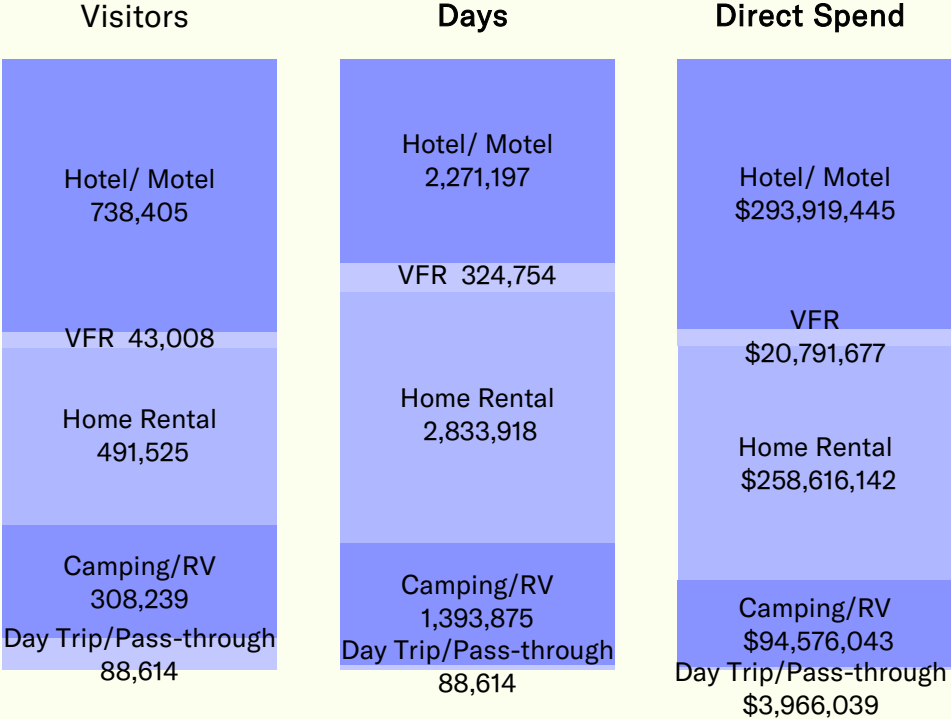 Visitors
Hotel/ Motel
738,405
VFR 43,008
Home Rental
491,525
Camping/RV
308,239
Day Trip/Pass-through
88,614
Days
Hotel/ Motel
2,271,197
VFR 324,754
Home Rental
2,833,918
Camping/RV
1,393,875
Day Trip/Pass-through
88,614
Direct Spend
Hotel/ Motel
$293,919,445
VFR
$20,791,677
Home Rental
$258,616,142
Camping/RV
$94,576,043
Day Trip/Pass-through
$3,966,039